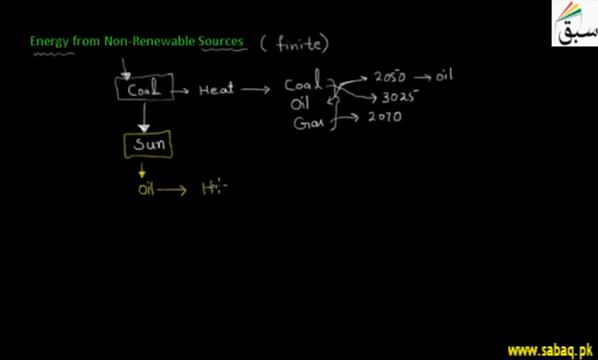 Energy from Non-Renewable Sources (finite)
سبق
Coal → Heat → Coal → 2050 → oil
Oil → 3025
Gas → 2070
Sun
Oil →
www.sabaq.pk